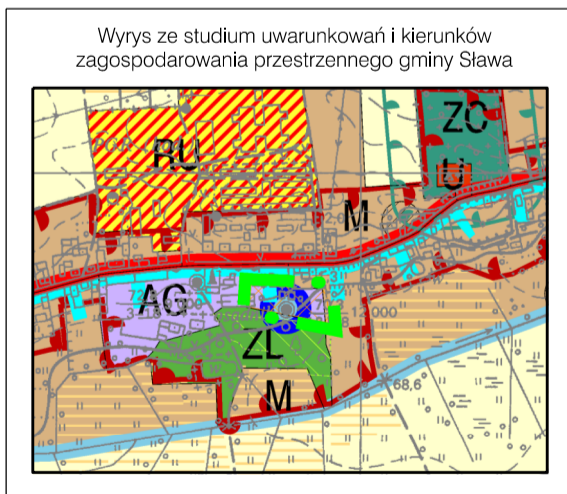 Wyrys ze studium uwarunkowań i kierunków
zagospodarowania przestrzennego gminy Sława
ZC
RU
U
M
AG
ZL
M
68,6